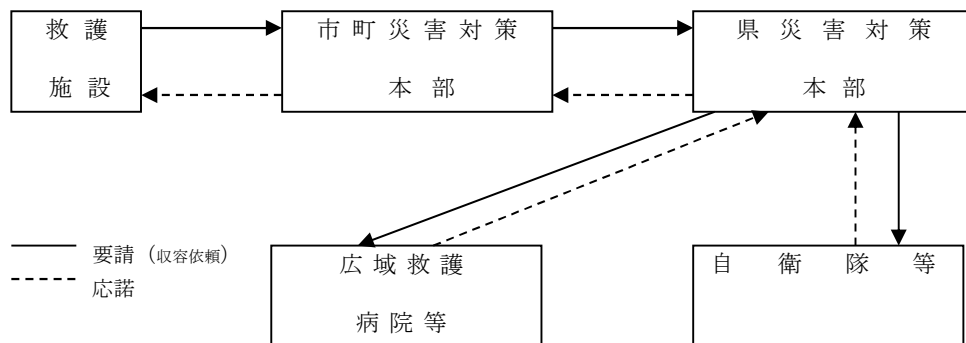 救護
施設
市町災害対策
本部
県災害対策
本部
要請（収容依頼）
応諾
広域救護
病院等
自衛隊等